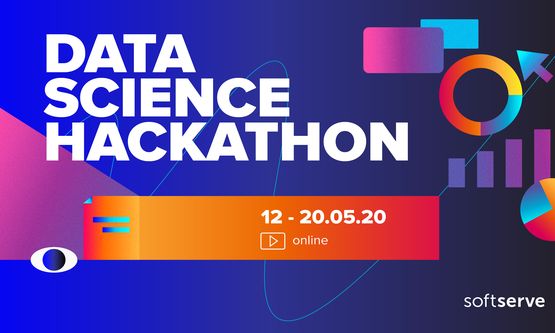 DATA
SCIENCE
HACKATHON
12 - 20.05.20
online
softserve